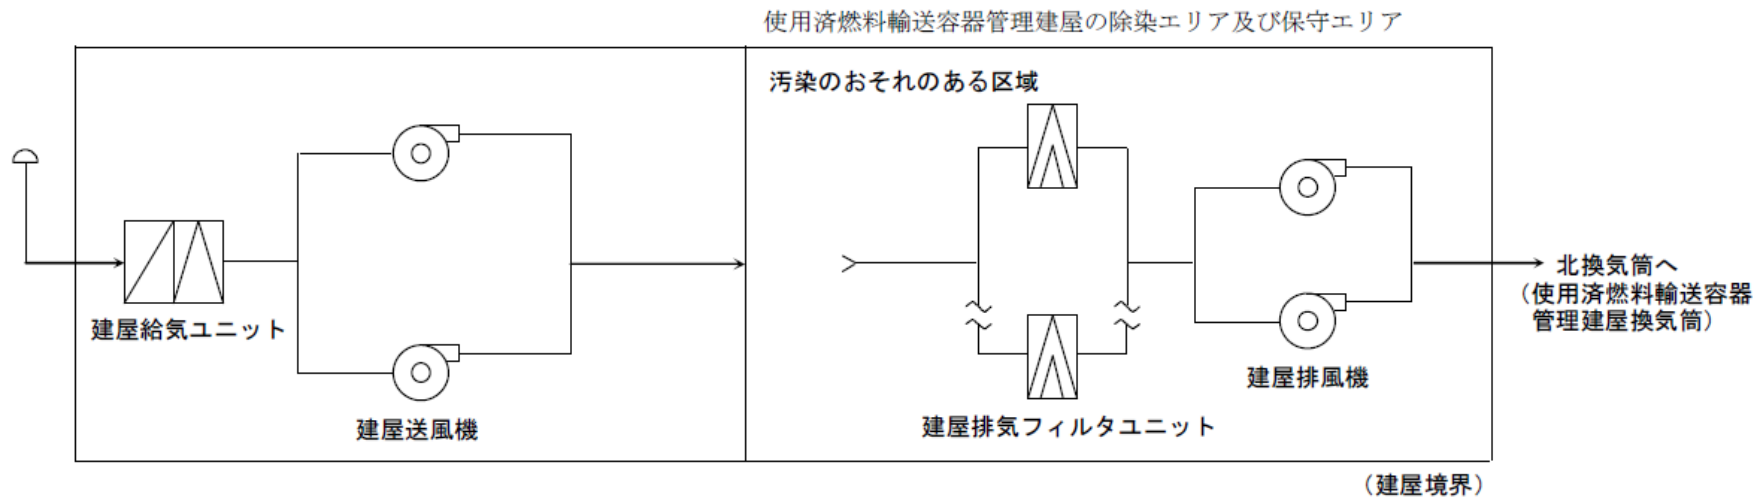 使用済燃料輸送容器管理建屋の除染エリア及び保守エリア
汚染のおそれのある区域
建屋給気ユニット
建屋送風機
建屋排気フィルタユニット
建屋排風機
北換気筒へ
（使用済燃料輸送容器
管理建屋換気筒）
（建屋境界）